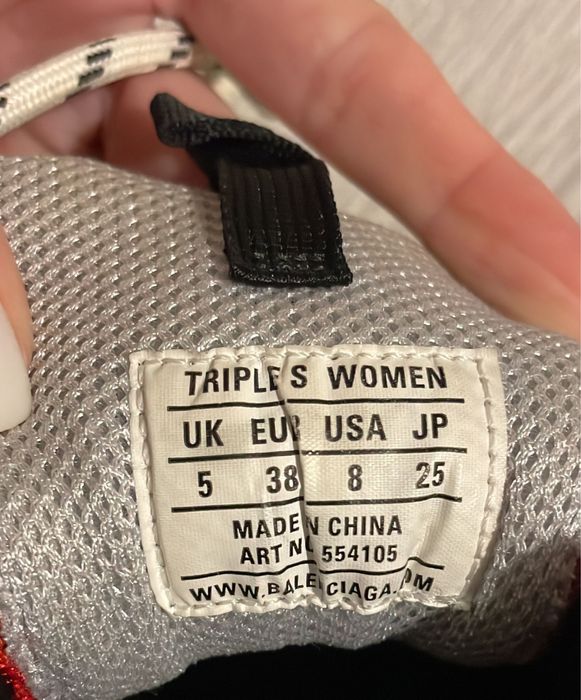 TRIPLE S WOMEN
UK EUR USA JP
5 38 8 25
MADE IN CHINA
ART N 554105
WWW.BALENCIAGA.COM